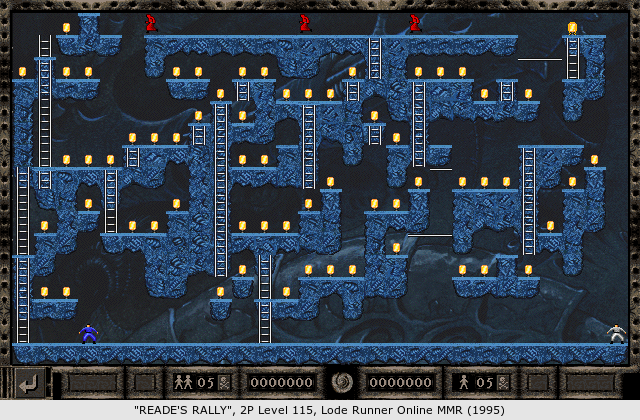 05 0000000 0000000 05
"READE'S RALLY", 2P Level 115, Lode Runner Online MMR (1995)